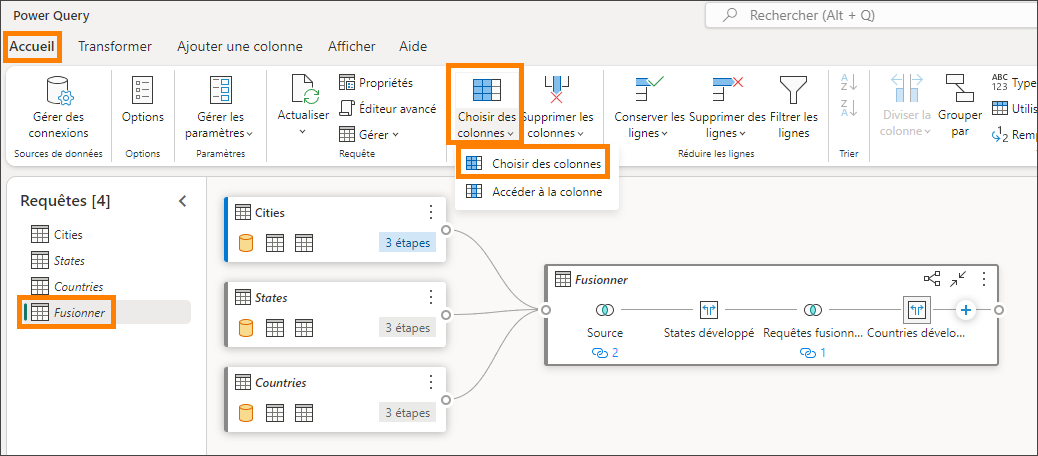 Power Query
Rechercher (Alt + Q)
Accueil
Transformer
Ajouter une colonne
Afficher
Aide
Gérer des
connexions
Sources de données
Options
Options
Gérer les
paramètres
Paramètres
Actualiser
Propriétés
Éditeur avancé
Gérer
Requête
Choisir des
colonnes
Supprimer les
colonnes
Choisir des colonnes
Accéder à la colonne
Conserver les
lignes
Supprimer des
lignes
Filtrer les
lignes
Réduire les lignes
A
Z
Z
A
Trier
Diviser la
colonne
Grouper
par
ABC
123
Type
Utilis
1
2
Remp
Requêtes [4]
Cities
States
Countries
Fusionner
Cities
3 étapes
States
3 étapes
Countries
3 étapes
Fusionner
Source
2
States développé
Requêtes fusionn...
1
Countries dévelo...